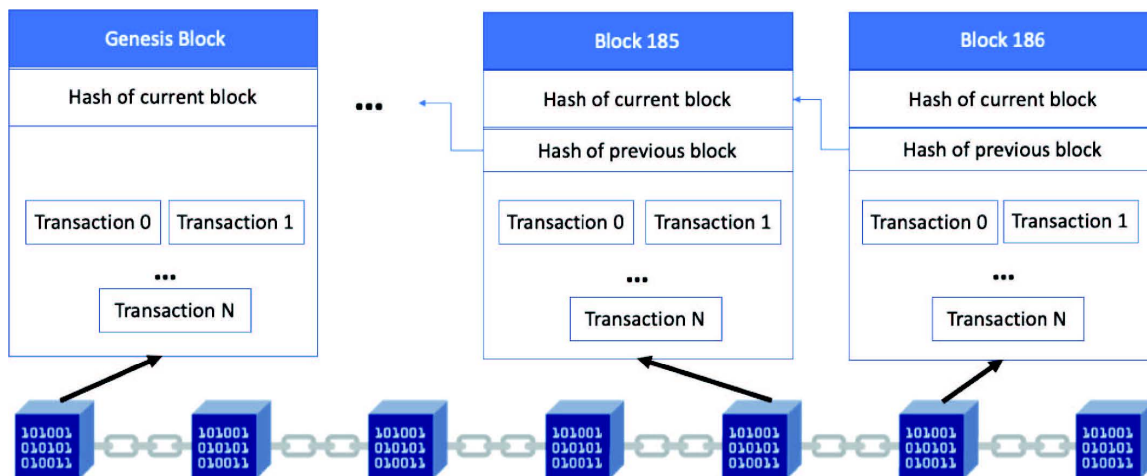 Genesis Block
Hash of current block
Transaction 0
Transaction 1
...
Transaction N
...
Block 185
Hash of current block
Hash of previous block
Transaction 0
Transaction 1
...
Transaction N
Block 186
Hash of current block
Hash of previous block
Transaction 0
Transaction 1
...
Transaction N
101001
010101
010011
101001
010101
010011
101001
010101
010011
101001
010101
010011
101001
010101
010011
101001
010101
010011
101001
010101
010011